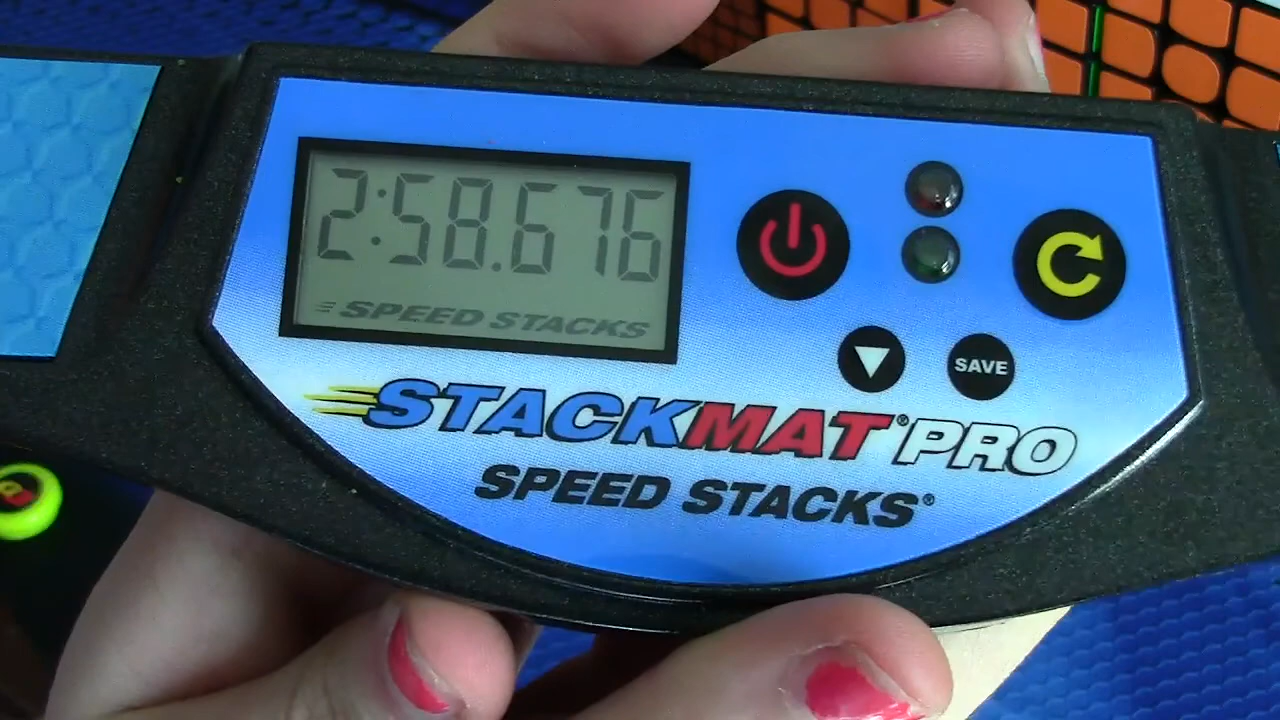 2:58.676
SPEED STACKS
SAVE
STACKMAT® PRO
SPEED STACKS®